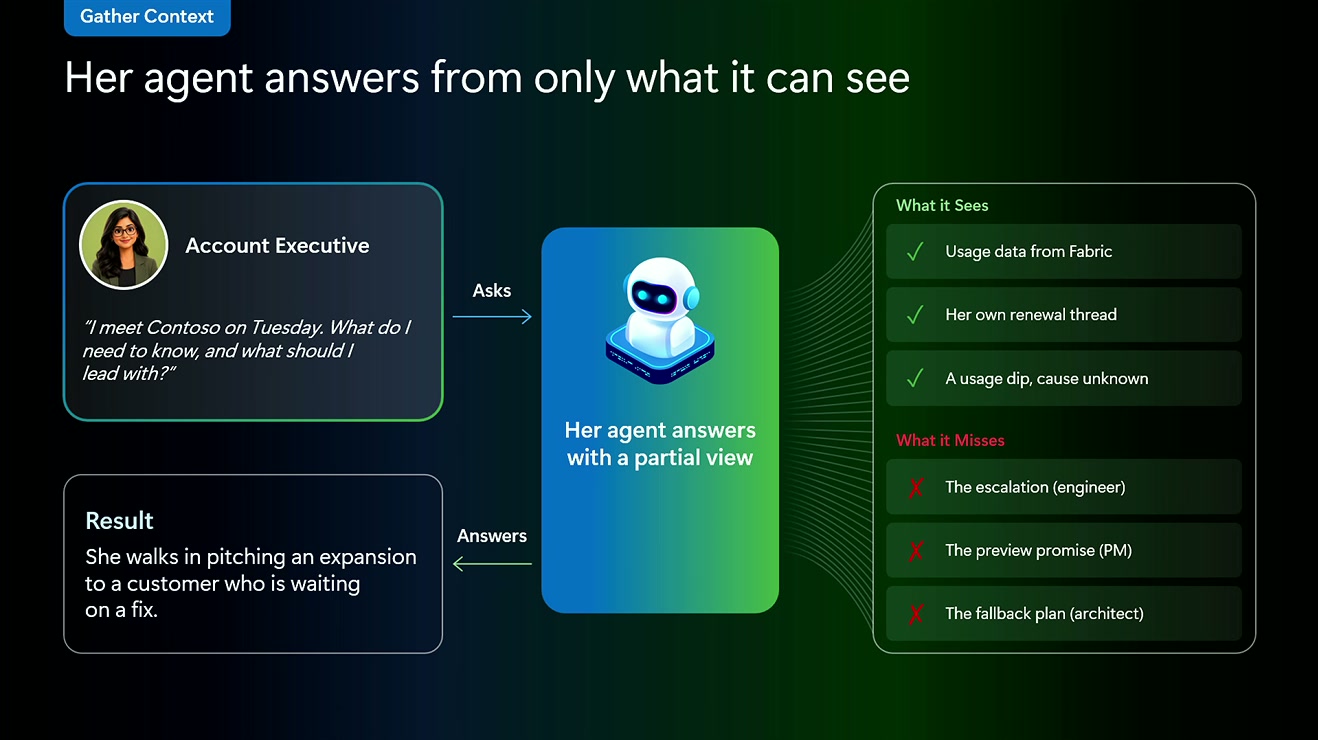 Gather Context
Her agent answers from only what it can see
Account Executive
“I meet Contoso on Tuesday. What do I
need to know, and what should I
lead with?”
Asks
Her agent answers
with a partial view
Answers
Result
She walks in pitching an expansion
to a customer who is waiting
on a fix.
What it Sees
✓ Usage data from Fabric
✓ Her own renewal thread
✓ A usage dip, cause unknown
What it Misses
✗ The escalation (engineer)
✗ The preview promise (PM)
✗ The fallback plan (architect)